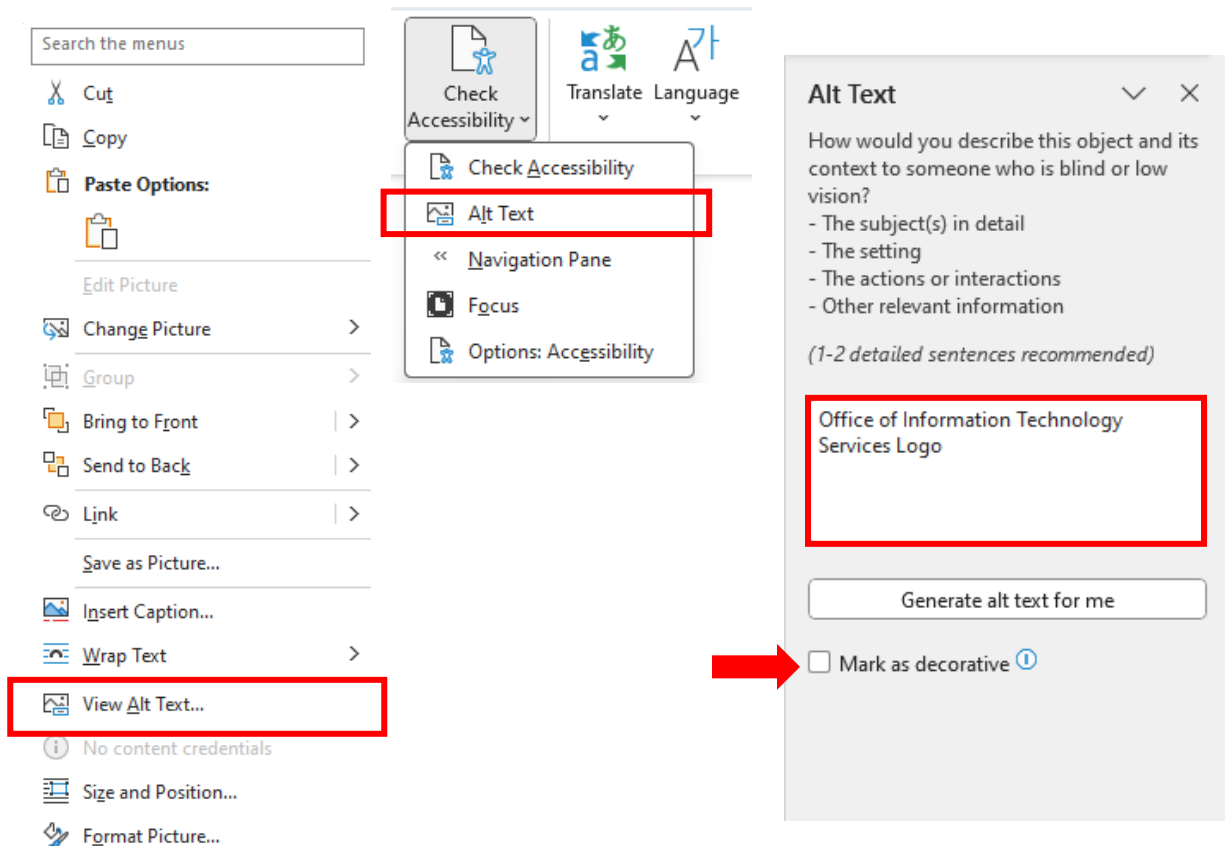 Search the menus
Cut
Copy
Paste Options:
Edit Picture
Change Picture
Group
Bring to Front
Send to Back
Link
Save as Picture...
Insert Caption...
Wrap Text
View Alt Text...
No content credentials
Size and Position...
Format Picture...
Check
Accessibility
Translate
Language
Check Accessibility
Alt Text
Navigation Pane
Focus
Options: Accessibility
Alt Text
How would you describe this object and its
context to someone who is blind or low
vision?
- The subject(s) in detail
- The setting
- The actions or interactions
- Other relevant information
(1-2 detailed sentences recommended)
Office of Information Technology
Services Logo
Generate alt text for me
Mark as decorative